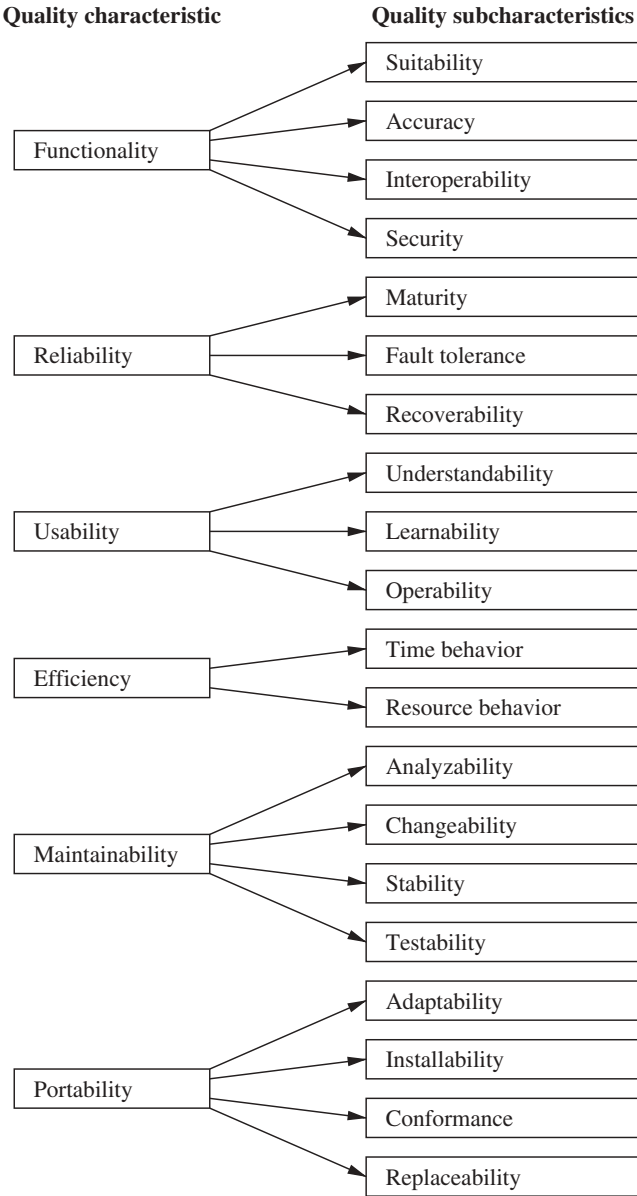 Quality characteristic
Quality subcharacteristics
Functionality
Suitability
Accuracy
Interoperability
Security
Reliability
Maturity
Fault tolerance
Recoverability
Usability
Understandability
Learnability
Operability
Efficiency
Time behavior
Resource behavior
Maintainability
Analyzability
Changeability
Stability
Testability
Portability
Adaptability
Installability
Conformance
Replaceability